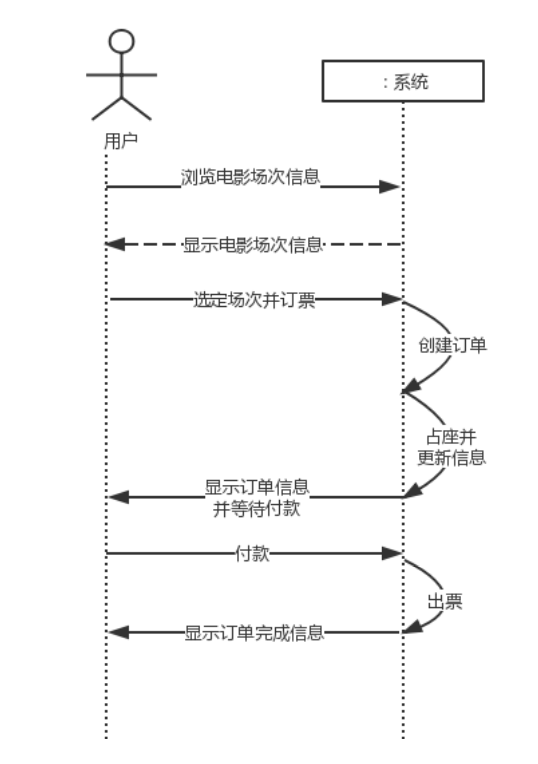 用户
: 系统
浏览电影场次信息
显示电影场次信息
选定场次并订票
创建订单
占座并
更新信息
显示订单信息
并等待付款
付款
出票
显示订单完成信息